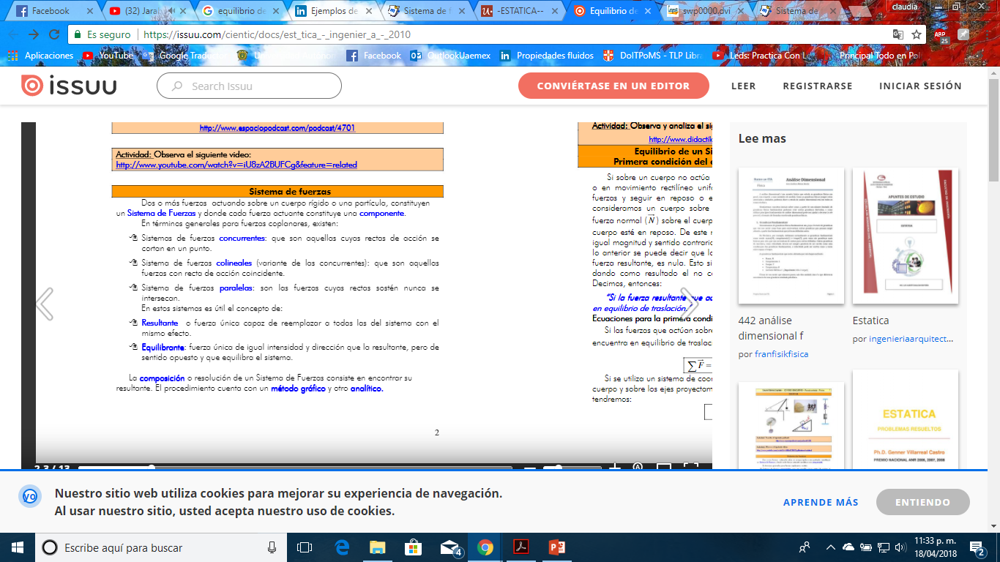 Facebook
(32) Jarab
equilibrio de
Ejemplos de
Sistema de f
-ESTATICA--
Equilibrio de
swp0000.dvi
Sistema de
claudia
Es seguro
https://issuu.com/cientic/docs/est_tica_-_ingenier_a_-_2010
ABP
25
Aplicaciones
YouTube
Google Traductor
Facebook
OutlookUaemex
Propiedades fluidos
DoITPoMS - TLP Libra
Leds: Practica Con Le
Principal Todo en Pol
issuu
Search Issuu
CONVIÉRTASE EN UN EDITOR
LEER
REGISTRARSE
INICIAR SESIÓN
http://www.espaciopodcast.com/podcast/4701
Actividad: Observa el siguiente video:
http://www.youtube.com/watch?v=iU8zA2BUFCg&feature=related
Sistema de fuerzas
Dos o más fuerzas actuando sobre un cuerpo rígido o una partícula, constituyen
un Sistema de Fuerzas y donde cada fuerza actuante constituye una componente.
En términos generales para fuerzas coplanares existen:
Sistemas de fuerzas concurrentes: que son aquellas cuyas rectas de acción se
cortan en un punto.
Sistema de fuerzas colineales (variante de las concurrentes): que son aquellas
fuerzas con recta de acción coincidente.
Sistema de fuerzas paralelas: son las fuerzas cuyas rectas sostén nunca se
intersecan.
En estos sistemas es útil el concepto de:
Resultante o fuerza única capaz de reemplazar a todas las del sistema con el
mismo efecto.
Equilibrante: fuerza única de igual intensidad y dirección que la resultante, pero de
sentido opuesto y que equilibra el sistema.
La composición o resolución de un Sistema de Fuerzas consiste en encontrar su
resultante. El procedimiento cuenta con un método gráfico y otro analítico.
2
2-3 / 13
Actividad: Observa y analiza el sig
http://www.didactik
Equilibrio de un Si
Primera condición del e
Si sobre un cuerpo no actúa
o en movimiento rectilíneo unifo
fuerzas y seguir en reposo o e
consideramos un cuerpo sobre
fuerza normal (N) sobre el cuerp
cuerpo esté en reposo. De este m
igual magnitud y sentido contrario
lo anterior se puede decir que la
fuerza resultante, es nula. Esto si
dando como resultado el no c
Decimos, entonces:
"Si la fuerza resultante que ac
en equilibrio de traslación."
Ecuaciones para la primera condi
Si las fuerzas que actúan sobre
encuentra en equilibrio de traslac
∑F =
Si se utiliza un sistema de coor
cuerpo y sobre los ejes proyectam
tendremos:
Lee mas
Análise Dimensional
442 análise
dimensional f
por franfisikfisica
APUNTES DE ESTUDIO
ESTATICA
Estatica
por ingenieriaarquitect...
ESTATICA
PROBLEMAS RESUELTOS
Ph.D. Genner Villarreal Castro
PREMIO NACIONAL ANR 2006, 2007, 2008
yo
Nuestro sitio web utiliza cookies para mejorar su experiencia de navegación.
Al usar nuestro sitio, usted acepta nuestro uso de cookies.
APRENDE MÁS
ENTIENDO
Escribe aquí para buscar
4
11:33 p. m.
18/04/2018
2